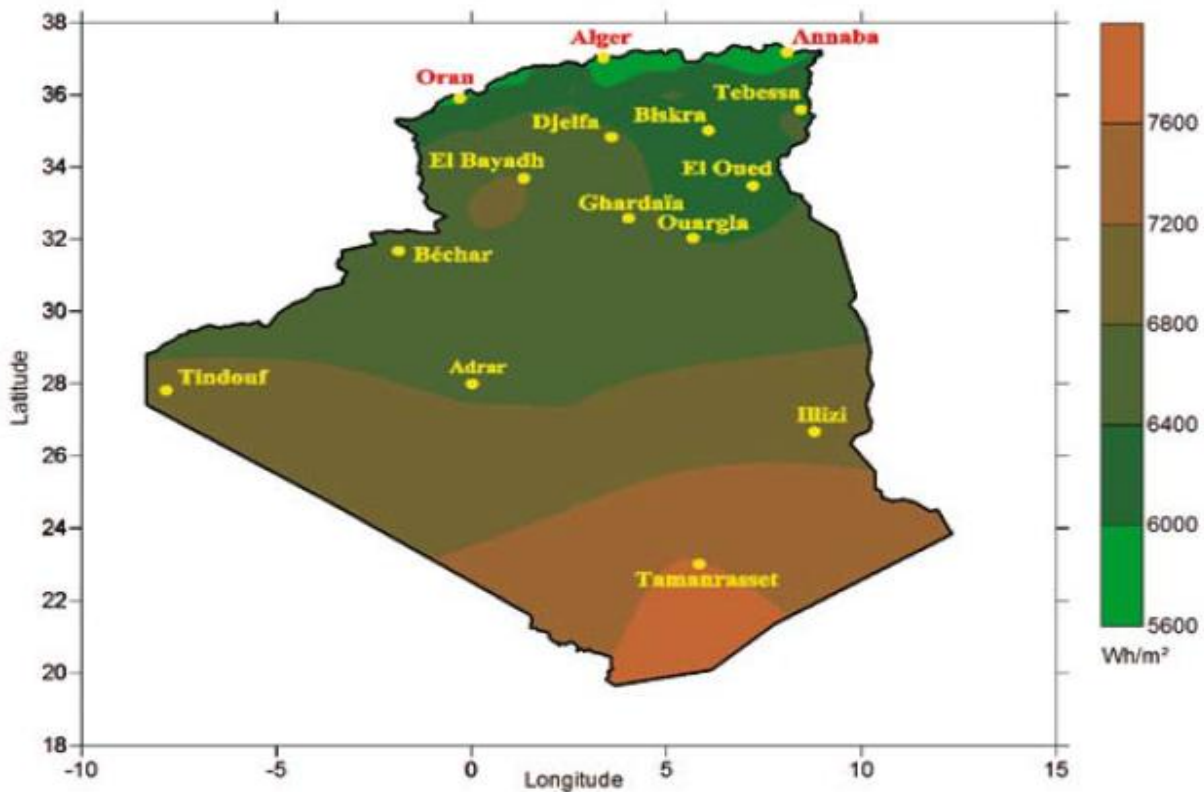 38
36
34
32
30
28
26
24
22
20
18
Latitude
-10
-5
0
5
10
15
Longitude
Alger
Annaba
Oran
Tebessa
Biskra
Djelfa
El Bayadh
El Oued
Ghardaïa
Ouargla
Béchar
Adrar
Tindouf
Illizi
Tamanrasset
7600
7200
6800
6400
6000
5600
Wh/m²